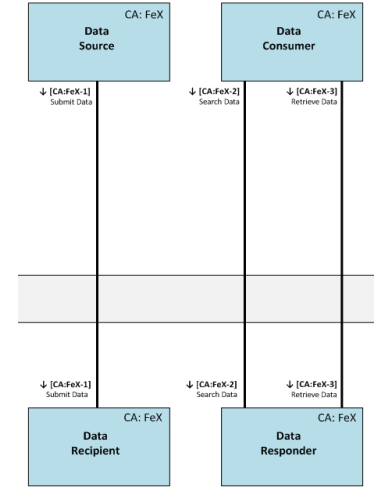 CA: FeX
Data
Source
CA: FeX
Data
Consumer
↓ [CA:FeX-1]
Submit Data
↓ [CA:FeX-2]
Search Data
↓ [CA:FeX-3]
Retrieve Data
↓ [CA:FeX-1]
Submit Data
↓ [CA:FeX-2]
Search Data
↓ [CA:FeX-3]
Retrieve Data
CA: FeX
Data
Recipient
CA: FeX
Data
Responder